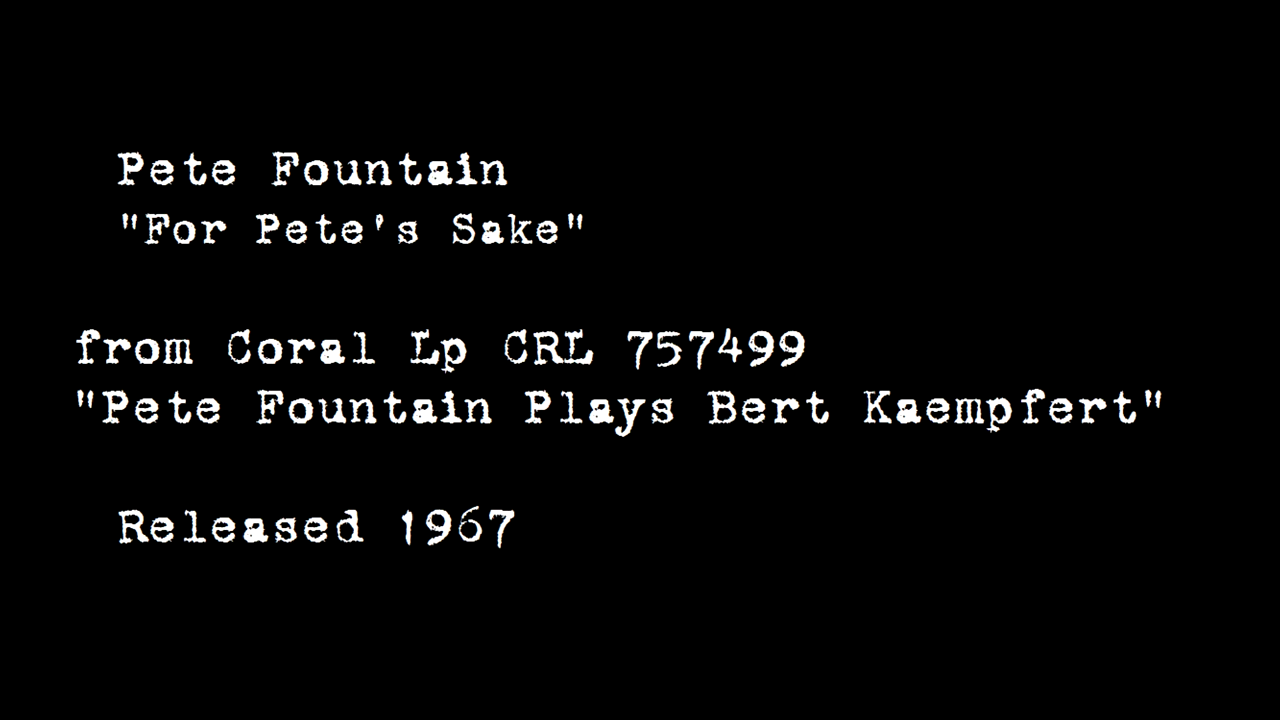 Pete Fountain
"For Pete's Sake"
from Coral Lp CRL 757499
"Pete Fountain Plays Bert Kaempfert"
Released 1967